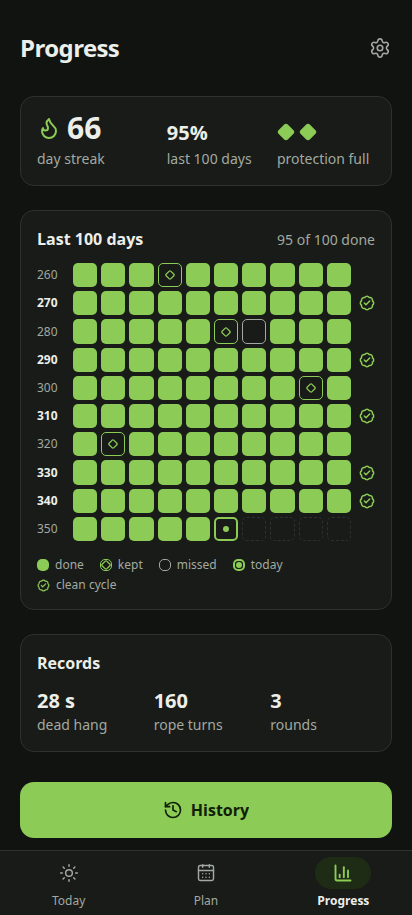 Progress
66
day streak
95%
last 100 days
protection full
Last 100 days
95 of 100 done
260
270
280
290
300
310
320
330
340
350
done
kept
missed
today
clean cycle
Records
28 s
dead hang
160
rope turns
3
rounds
History
Today
Plan
Progress